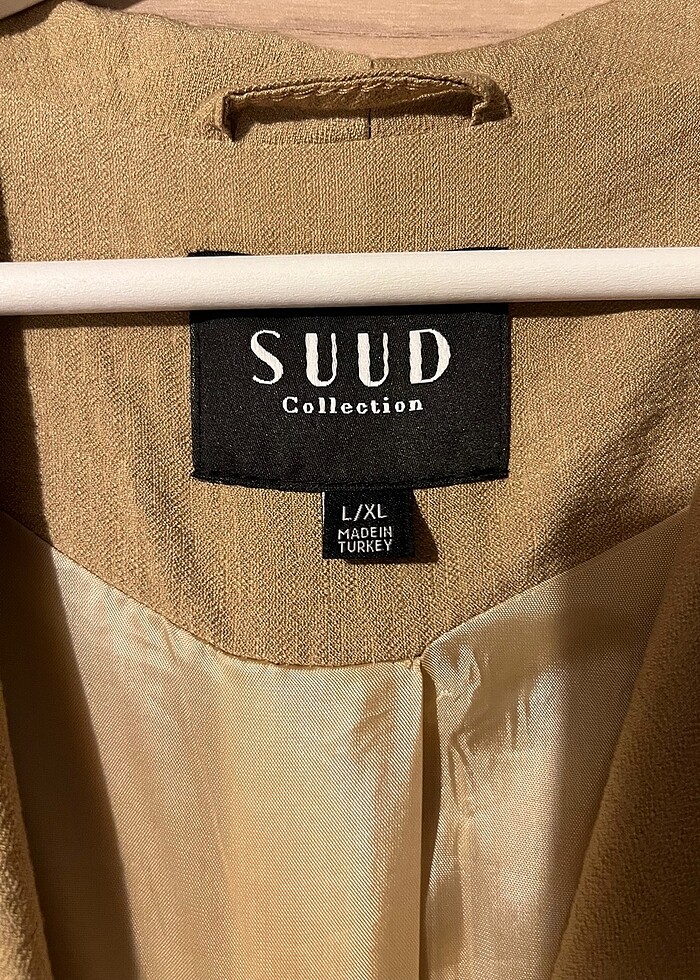 SUUD
Collection
L/XL
MADE IN
TURKEY